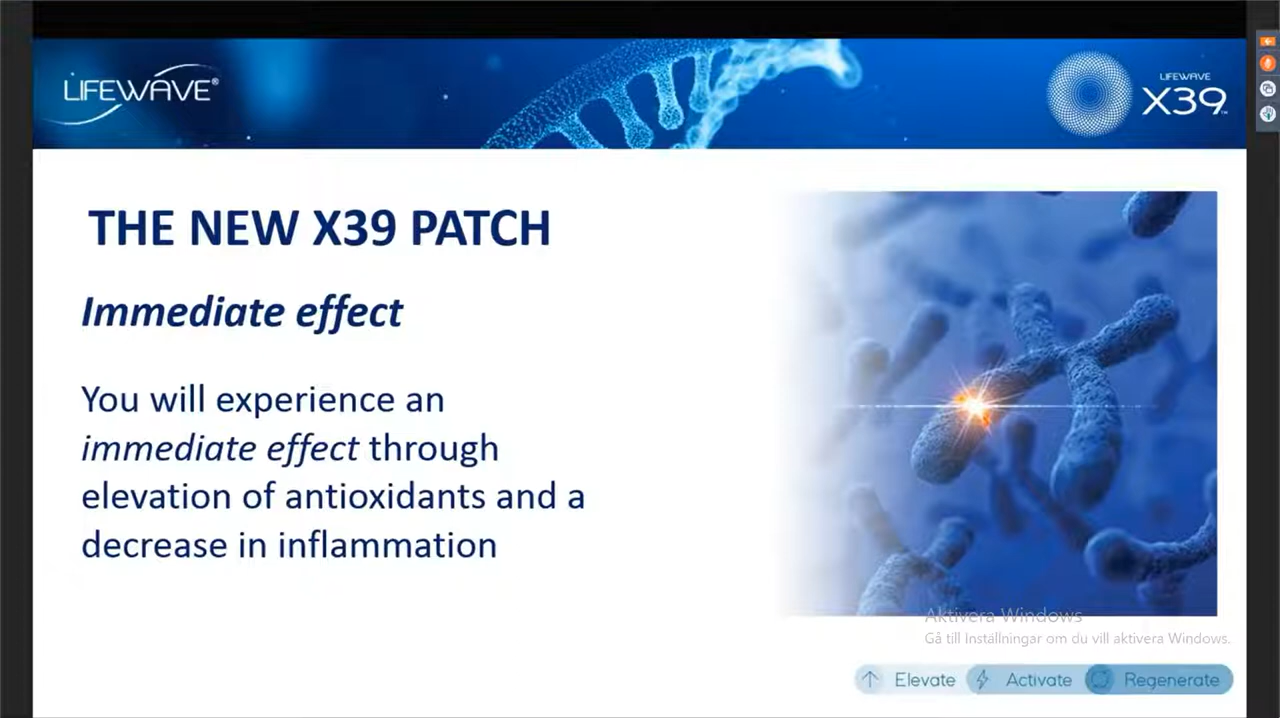 LIFEWAVE®
LIFEWAVE
X39™
THE NEW X39 PATCH
Immediate effect
You will experience an
immediate effect through
elevation of antioxidants and a
decrease in inflammation
Aktivera Windows
Gå till Inställningar om du vill aktivera Windows.
Elevate Activate Regenerate